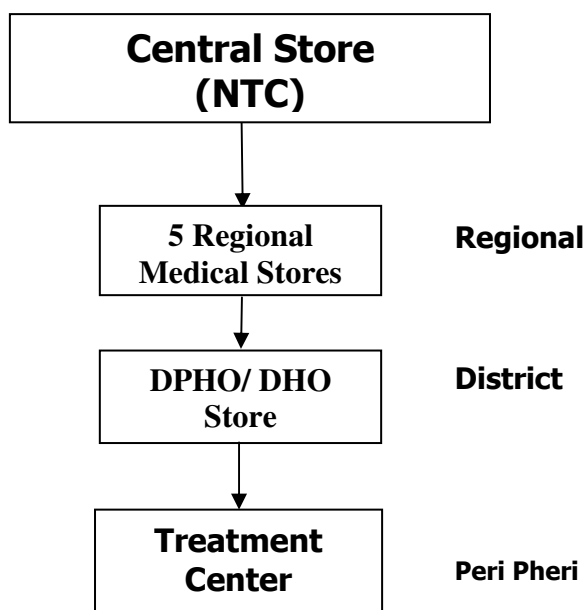 Central Store
(NTC)
5 Regional
Medical Stores
Regional
DPHO/ DHO
Store
District
Treatment
Center
Peri Pheri